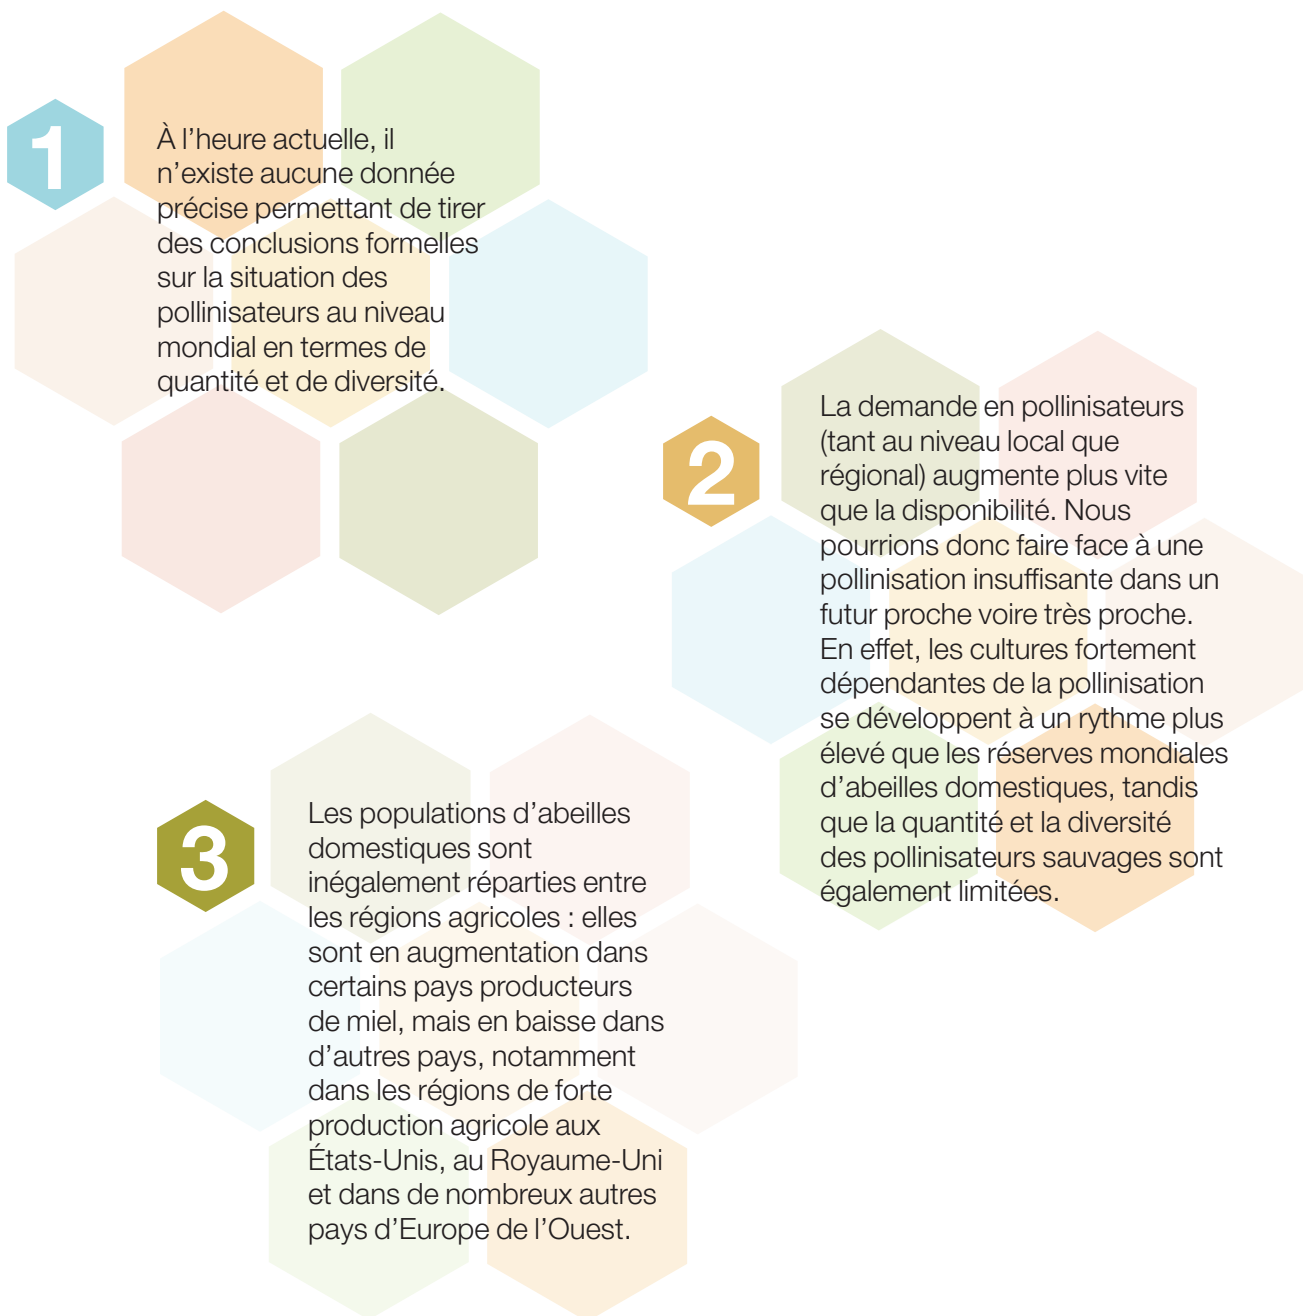 1
À l’heure actuelle, il
n’existe aucune donnée
précise permettant de tirer
des conclusions formelles
sur la situation des
pollinisateurs au niveau
mondial en termes de
quantité et de diversité.
2
La demande en pollinisateurs
(tant au niveau local que
régional) augmente plus vite
que la disponibilité. Nous
pourrions donc faire face à une
pollinisation insuffisante dans un
futur proche voire très proche.
En effet, les cultures fortement
dépendantes de la pollinisation
se développent à un rythme plus
élevé que les réserves mondiales
d’abeilles domestiques, tandis
que la quantité et la diversité
des pollinisateurs sauvages sont
également limitées.
3
Les populations d’abeilles
domestiques sont
inégalement réparties entre
les régions agricoles : elles
sont en augmentation dans
certains pays producteurs
de miel, mais en baisse dans
d’autres pays, notamment
dans les régions de forte
production agricole aux
États-Unis, au Royaume-Uni
et dans de nombreux autres
pays d’Europe de l’Ouest.